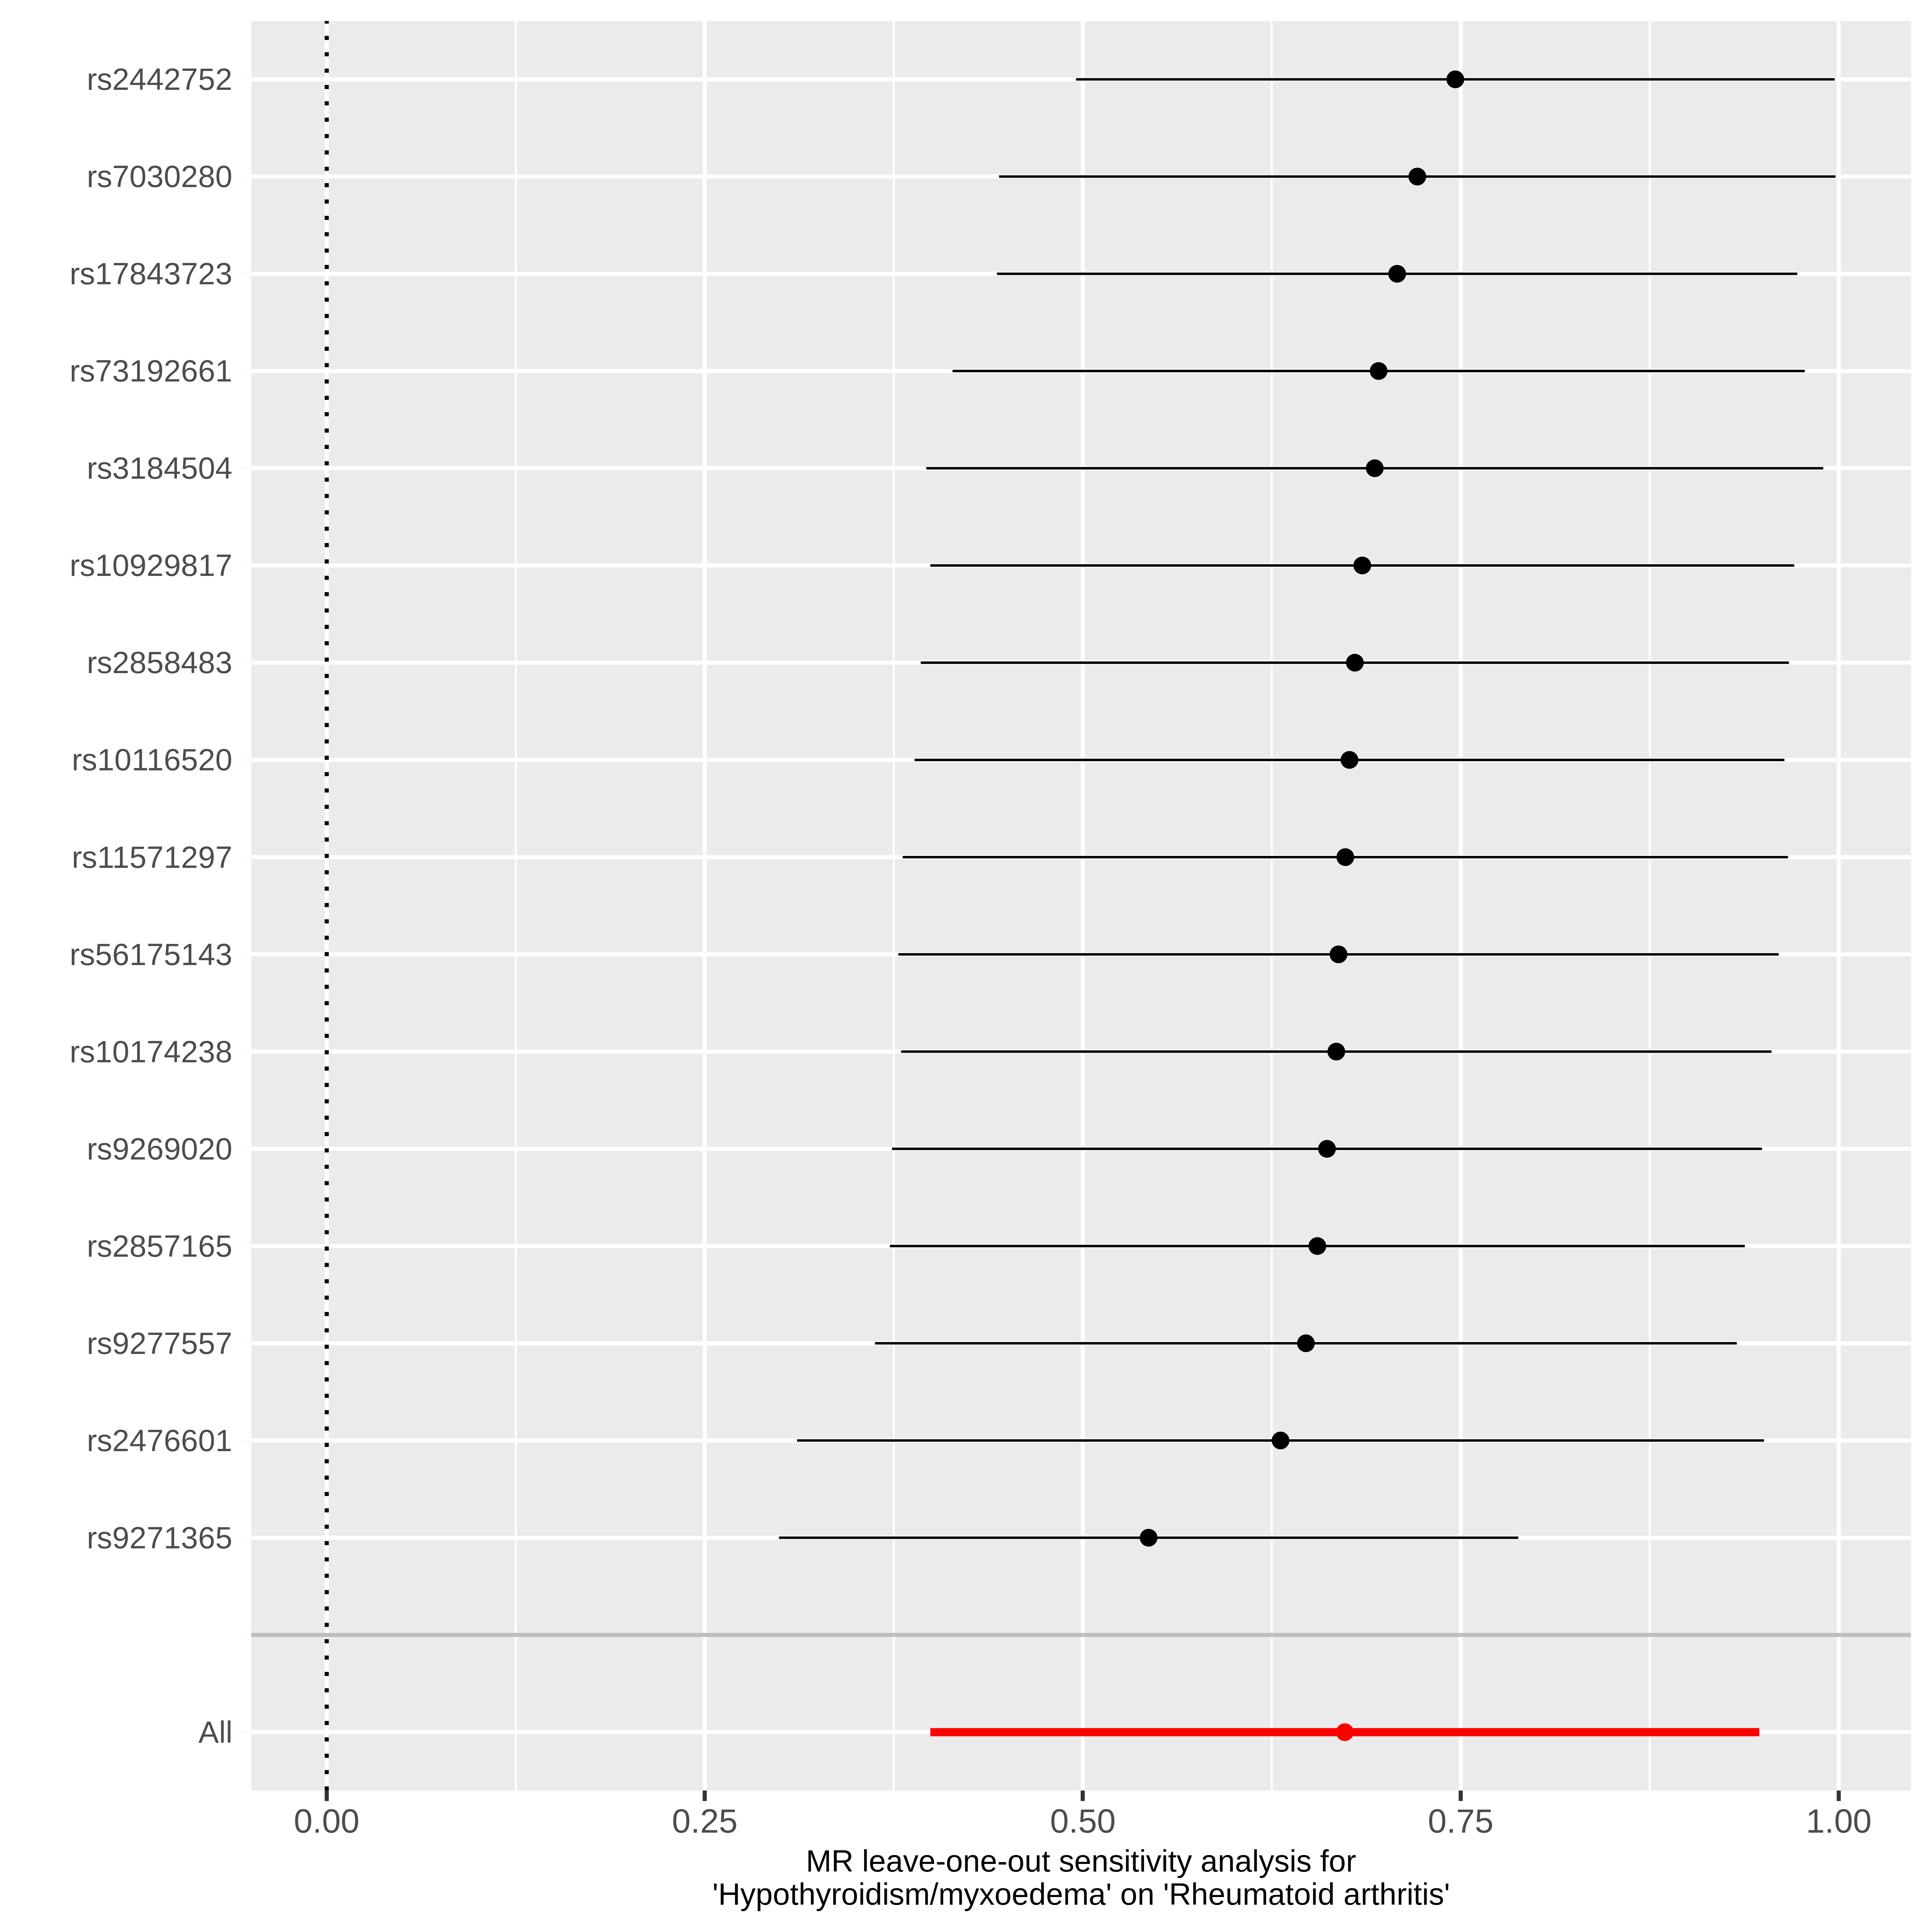 rs2442752
rs7030280
rs17843723
rs73192661
rs3184504
rs10929817
rs2858483
rs10116520
rs11571297
rs56175143
rs10174238
rs9269020
rs2857165
rs9277557
rs2476601
rs9271365
All
0.00 0.25 0.50 0.75 1.00
MR leave-one-out sensitivity analysis for
'Hypothyroidism/myxoedema' on 'Rheumatoid arthritis'